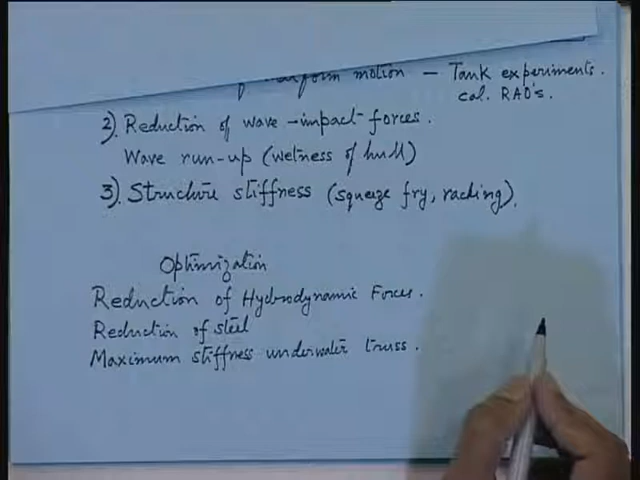 motion — Tank experiments.
cal. RAO's.
2). Reduction of wave-impact forces.
Wave run-up (wetness of hull)
3). Structure stiffness (squeeze fry, racking).
Optimization
Reduction of Hydrodynamic Forces.
Reduction of steel
Maximum stiffness underwater truss.